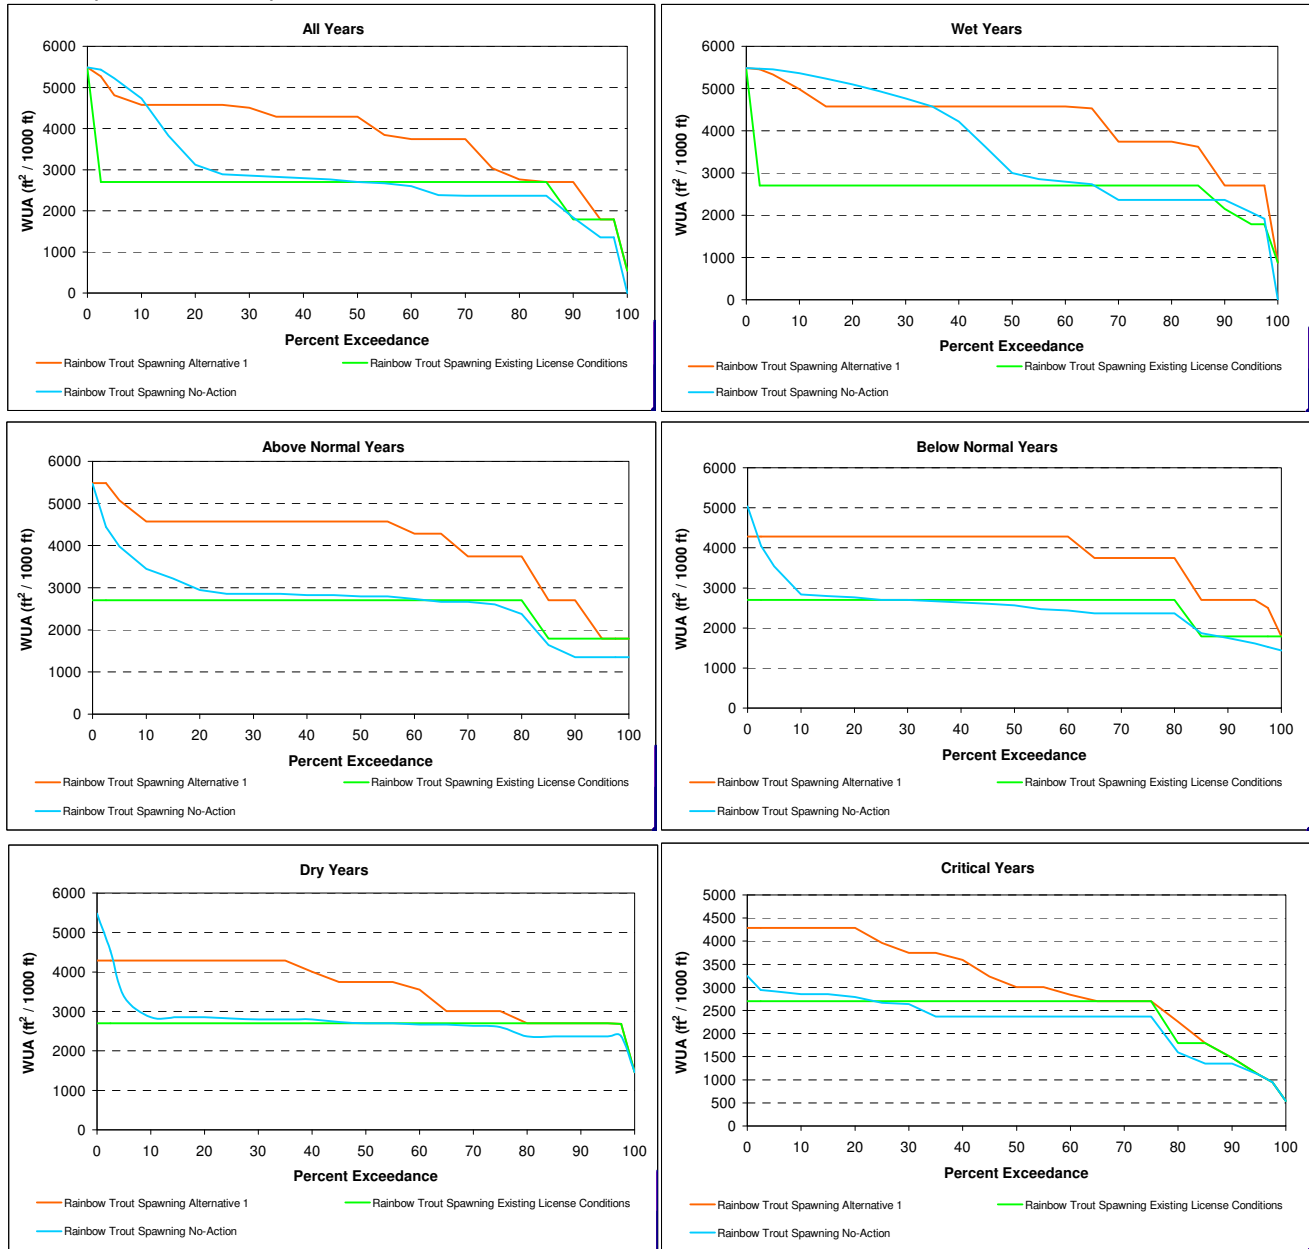 All Years
WUA (ft² / 1000 ft)
6000
5000
4000
3000
2000
1000
0
0 10 20 30 40 50 60 70 80 90 100
Percent Exceedance
Rainbow Trout Spawning Alternative 1
Rainbow Trout Spawning Existing License Conditions
Rainbow Trout Spawning No-Action
Wet Years
WUA (ft² / 1000 ft)
6000
5000
4000
3000
2000
1000
0
0 10 20 30 40 50 60 70 80 90 100
Percent Exceedance
Rainbow Trout Spawning Alternative 1
Rainbow Trout Spawning Existing License Conditions
Rainbow Trout Spawning No-Action
Above Normal Years
WUA (ft² / 1000 ft)
6000
5000
4000
3000
2000
1000
0
0 10 20 30 40 50 60 70 80 90 100
Percent Exceedance
Rainbow Trout Spawning Alternative 1
Rainbow Trout Spawning Existing License Conditions
Rainbow Trout Spawning No-Action
Below Normal Years
WUA (ft² / 1000 ft)
6000
5000
4000
3000
2000
1000
0
0 10 20 30 40 50 60 70 80 90 100
Percent Exceedance
Rainbow Trout Spawning Alternative 1
Rainbow Trout Spawning Existing License Conditions
Rainbow Trout Spawning No-Action
Dry Years
WUA (ft² / 1000 ft)
6000
5000
4000
3000
2000
1000
0
0 10 20 30 40 50 60 70 80 90 100
Percent Exceedance
Rainbow Trout Spawning Alternative 1
Rainbow Trout Spawning Existing License Conditions
Rainbow Trout Spawning No-Action
Critical Years
WUA (ft² / 1000 ft)
5000
4500
4000
3500
3000
2500
2000
1500
1000
500
0
0 10 20 30 40 50 60 70 80 90 100
Percent Exceedance
Rainbow Trout Spawning Alternative 1
Rainbow Trout Spawning Existing License Conditions
Rainbow Trout Spawning No-Action